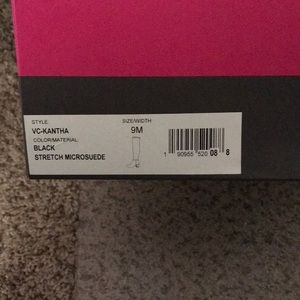 STYLE:
SIZE/WIDTH
VC-KANTHA
9M
COLOR/MATERIAL:
BLACK
STRETCH MICROSUEDE
1 90955 520 08 8